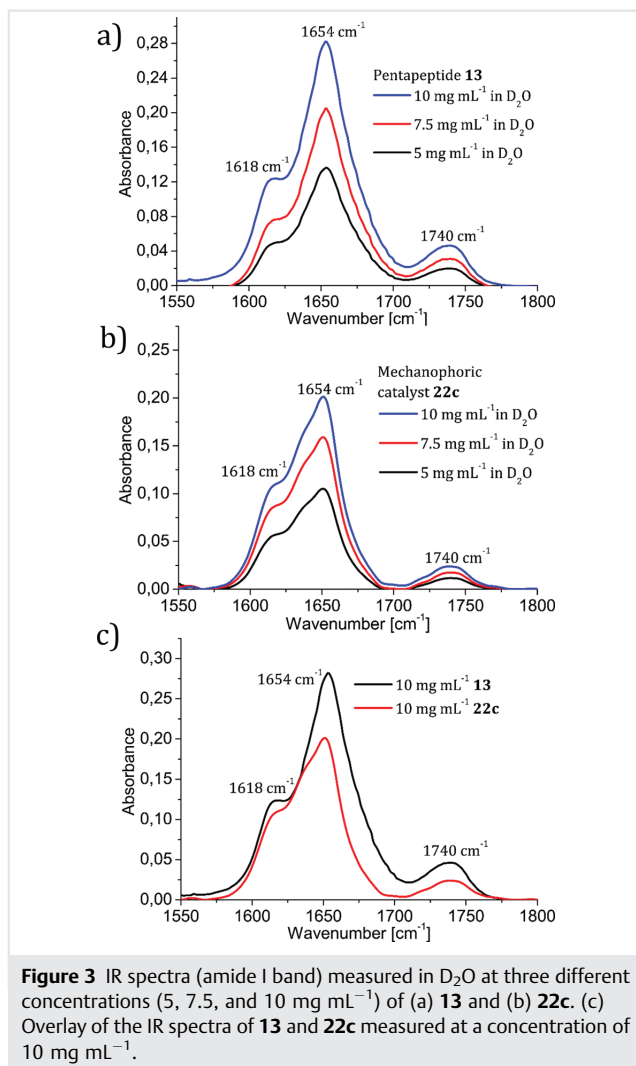 a)
1654 cm⁻¹
0,28
0,24
0,20
0,16
0,12
0,08
0,04
0,00
Absorbance
Pentapeptide 13
10 mg mL⁻¹ in D₂O
7.5 mg mL⁻¹ in D₂O
5 mg mL⁻¹ in D₂O
1618 cm⁻¹
1740 cm⁻¹
1550 1600 1650 1700 1750 1800
Wavenumber [cm⁻¹]
b)
0,25
0,20
0,15
0,10
0,05
0,00
Absorbance
1654 cm⁻¹
Mechanophoric
catalyst 22c
10 mg mL⁻¹ in D₂O
7.5 mg mL⁻¹ in D₂O
5 mg mL⁻¹ in D₂O
1618 cm⁻¹
1740 cm⁻¹
1550 1600 1650 1700 1750 1800
Wavenumber [cm⁻¹]
c)
0,30
0,25
0,20
0,15
0,10
0,05
0,00
Absorbance
1654 cm⁻¹
10 mg mL⁻¹ 13
10 mg mL⁻¹ 22c
1618 cm⁻¹
1740 cm⁻¹
1550 1600 1650 1700 1750 1800
Wavenumber [cm⁻¹]
Figure 3 IR spectra (amide I band) measured in D₂O at three different
concentrations (5, 7.5, and 10 mg mL⁻¹) of (a) 13 and (b) 22c. (c)
Overlay of the IR spectra of 13 and 22c measured at a concentration of
10 mg mL⁻¹.